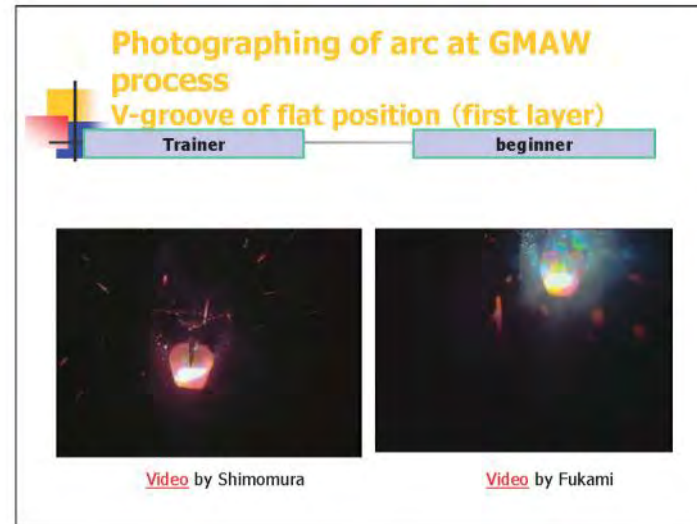 Photographing of arc at GMAW
process
V-groove of flat position (first layer)
Trainer
beginner
Video by Shimomura
Video by Fukami